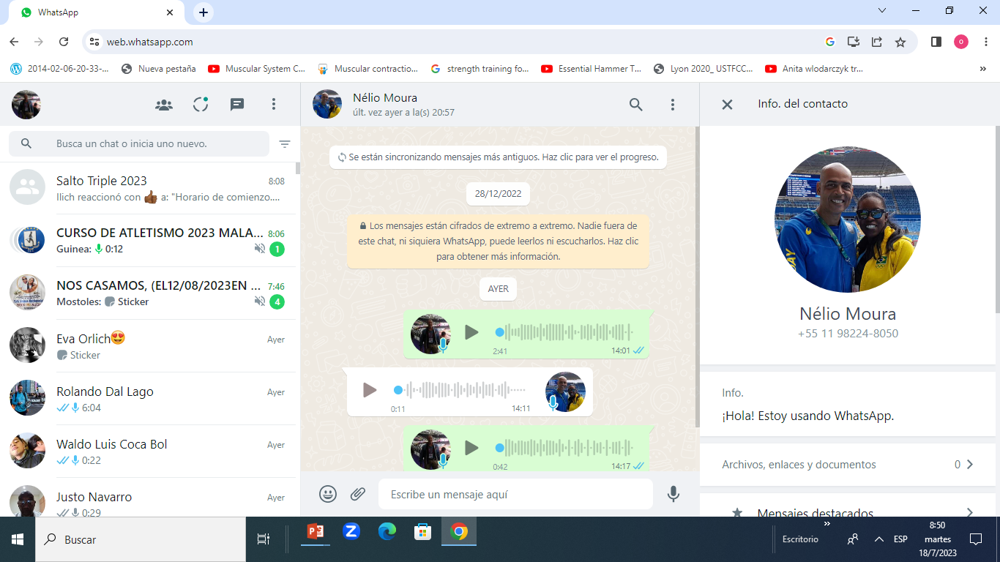 WhatsApp
web.whatsapp.com
2014-02-06-20-33-...
Nueva pestaña
Muscular System C...
Muscular contractio...
strength training fo...
Essential Hammer T...
Lyon 2020_ USTFCC...
Anita wlodarczyk tr...
»
o
Busca un chat o inicia uno nuevo.
Salto Triple 2023
8:08
Ilich reaccionó con 👍🏾 a: "Horario de comienzo....
CURSO DE ATLETISMO 2023 MALA...
8:06
Guinea: 0:12
1
NOS CASAMOS, (EL12/08/2023EN ...
7:46
Mostoles: Sticker
4
Eva Orlich😍
Ayer
Sticker
Rolando Dal Lago
Ayer
6:04
Waldo Luis Coca Bol
Ayer
0:22
Justo Navarro
Ayer
0:29
Nélio Moura
últ. vez ayer a la(s) 20:57
Se están sincronizando mensajes más antiguos. Haz clic para ver el progreso.
28/12/2022
Los mensajes están cifrados de extremo a extremo. Nadie fuera de
este chat, ni siquiera WhatsApp, puede leerlos ni escucharlos. Haz clic
para obtener más información.
AYER
2:41
14:01
0:11
14:11
0:42
14:17
Escribe un mensaje aquí
Info. del contacto
Nélio Moura
+55 11 98224-8050
Info.
¡Hola! Estoy usando WhatsApp.
Archivos, enlaces y documentos
0
Mensajes destacados
Buscar
Escritorio
»
ESP
8:50
martes
18/7/2023